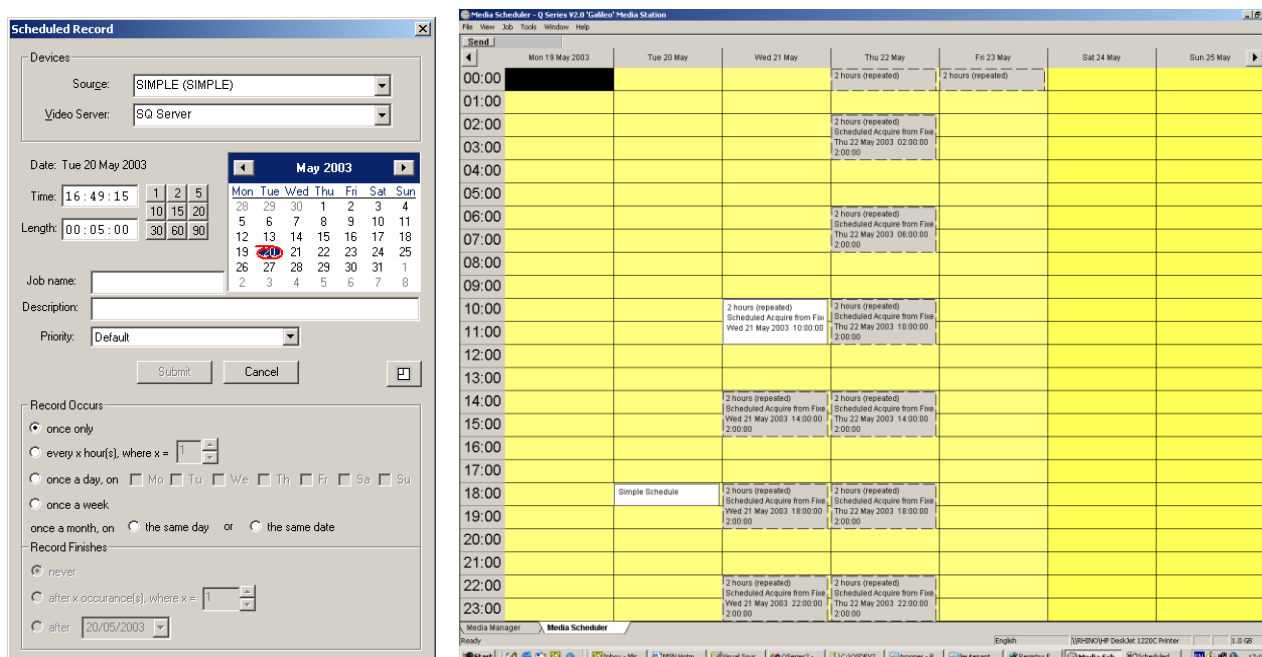 Scheduled Record
Devices
Source: SIMPLE (SIMPLE)
Video Server: SQ Server
Date: Tue 20 May 2003
Time: 16:49:15
1 2 5
10 15 20
Length: 00:05:00
30 60 90
May 2003
Mon Tue Wed Thu Fri Sat Sun
28 29 30 1 2 3 4
5 6 7 8 9 10 11
12 13 14 15 16 17 18
19 20 21 22 23 24 25
26 27 28 29 30 31 1
2 3 4 5 6 7 8
Job name:
Description:
Priority: Default
Submit Cancel
Record Occurs
once only
every x hour(s), where x = 1
once a day, on Mo Tu We Th Fr Sa Su
once a week
once a month, on the same day or the same date
Record Finishes
never
after x occurance(s), where x = 1
after 20/05/2003
Media Scheduler - Q Series V2.0 'Galileo' Media Station
File View Job Tools Window Help
Send
Mon 19 May 2003 Tue 20 May Wed 21 May Thu 22 May Fri 23 May Sat 24 May Sun 25 May
00:00
2 hours (repeated)
2 hours (repeated)
01:00
02:00
2 hours (repeated)
Scheduled Acquire from Fixe
03:00
Thu 22 May 2003 02:00:00
2:00:00
04:00
05:00
06:00
2 hours (repeated)
Scheduled Acquire from Fixe
07:00
Thu 22 May 2003 06:00:00
2:00:00
08:00
09:00
10:00
2 hours (repeated)
Scheduled Acquire from Fixe
Wed 21 May 2003 10:00:00
2 hours (repeated)
Scheduled Acquire from Fixe
Thu 22 May 2003 10:00:00
2:00:00
11:00
12:00
13:00
14:00
2 hours (repeated)
Scheduled Acquire from Fixe
Wed 21 May 2003 14:00:00
2:00:00
2 hours (repeated)
Scheduled Acquire from Fixe
Thu 22 May 2003 14:00:00
2:00:00
15:00
16:00
17:00
18:00
Simple Schedule
2 hours (repeated)
Scheduled Acquire from Fixe
Wed 21 May 2003 18:00:00
2:00:00
2 hours (repeated)
Scheduled Acquire from Fixe
Thu 22 May 2003 18:00:00
2:00:00
19:00
20:00
21:00
22:00
2 hours (repeated)
Scheduled Acquire from Fixe
Wed 21 May 2003 22:00:00
2:00:00
2 hours (repeated)
Scheduled Acquire from Fixe
Thu 22 May 2003 22:00:00
2:00:00
23:00
Media Manager Media Scheduler
Ready English \\RHINO\HP DeskJet 1220C Printer 1.0 GB